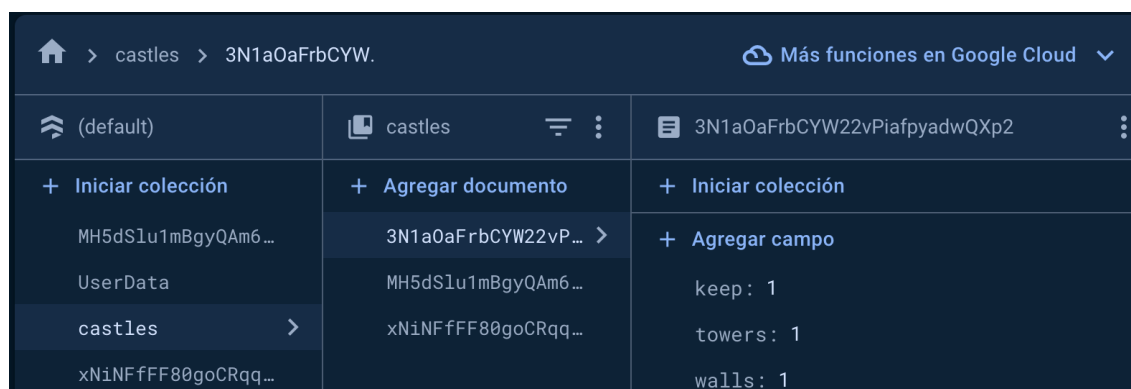 castles > 3N1aOaFrbCYW.
Más funciones en Google Cloud
(default)
castles
3N1aOaFrbCYW22vPiafpyadwQXp2
+ Iniciar colección
+ Agregar documento
+ Iniciar colección
MH5dSlu1mBgyQAm6…
UserData
castles
xNiNFfFF80goCRqq…
3N1aOaFrbCYW22vP…
MH5dSlu1mBgyQAm6…
xNiNFfFF80goCRqq…
+ Agregar campo
keep: 1
towers: 1
walls: 1